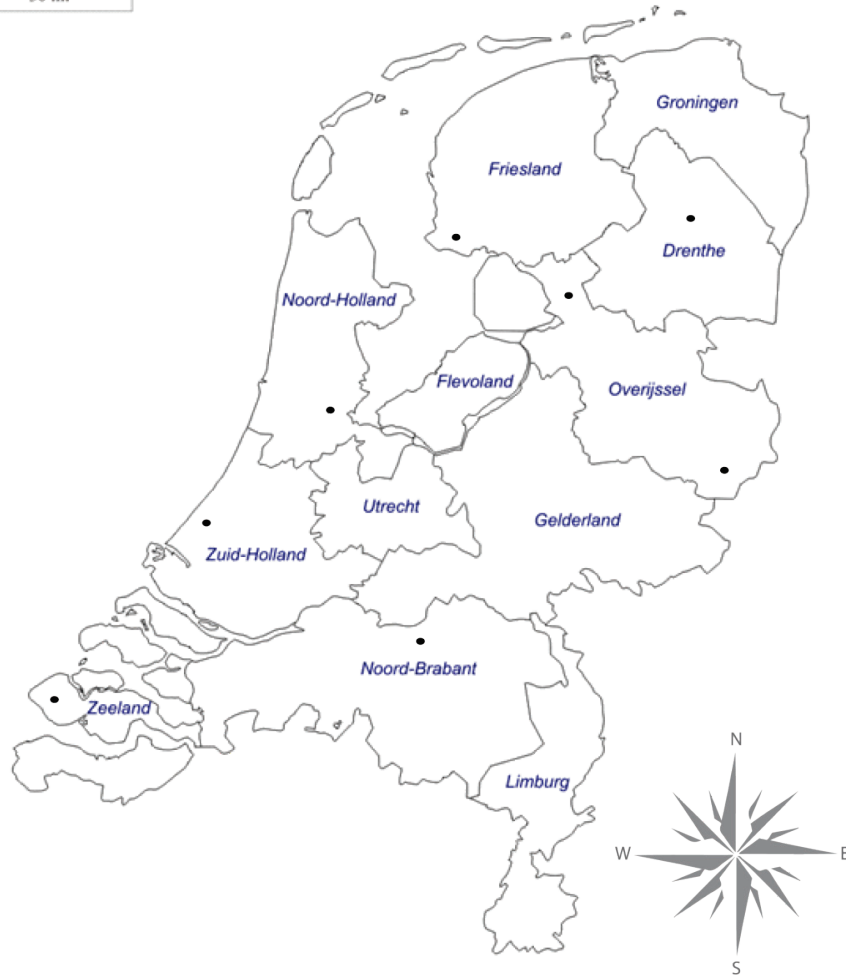 Groningen
Friesland
Drenthe
Noord-Holland
Flevoland
Overijssel
Utrecht
Gelderland
Zuid-Holland
Noord-Brabant
Zeeland
Limburg
N
W
E
S